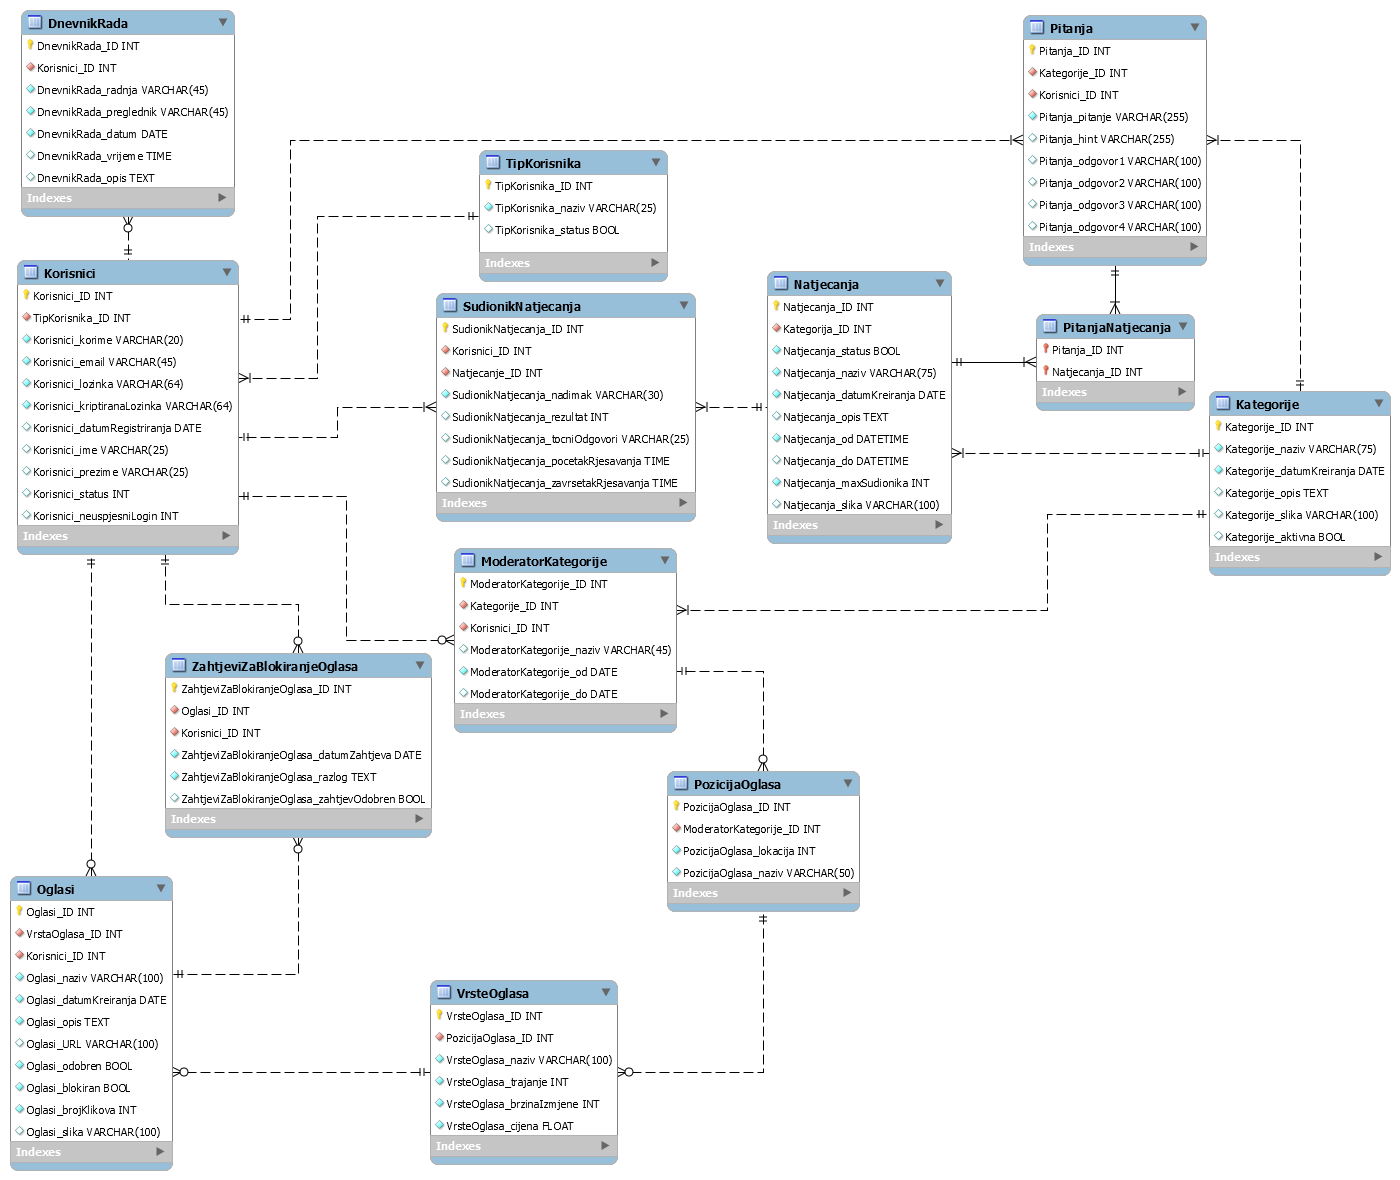 DnevnikRada
DnevnikRada_ID INT
Korisnici_ID INT
DnevnikRada_radnja VARCHAR(45)
DnevnikRada_preglednik VARCHAR(45)
DnevnikRada_datum DATE
DnevnikRada_vrijeme TIME
DnevnikRada_opis TEXT
Indexes
Pitanja
Pitanja_ID INT
Kategorije_ID INT
Korisnici_ID INT
Pitanja_pitanje VARCHAR(255)
Pitanja_hint VARCHAR(255)
Pitanja_odgovor1 VARCHAR(100)
Pitanja_odgovor2 VARCHAR(100)
Pitanja_odgovor3 VARCHAR(100)
Pitanja_odgovor4 VARCHAR(100)
Indexes
TipKorisnika
TipKorisnika_ID INT
TipKorisnika_naziv VARCHAR(25)
TipKorisnika_status BOOL
Indexes
Korisnici
Korisnici_ID INT
TipKorisnika_ID INT
Korisnici_korime VARCHAR(20)
Korisnici_email VARCHAR(45)
Korisnici_lozinka VARCHAR(64)
Korisnici_kriptiranaLozinka VARCHAR(64)
Korisnici_datumRegistriranja DATE
Korisnici_ime VARCHAR(25)
Korisnici_prezime VARCHAR(25)
Korisnici_status INT
Korisnici_neuspjesniLogin INT
Indexes
SudionikNatjecanja
SudionikNatjecanja_ID INT
Korisnici_ID INT
Natjecanje_ID INT
SudionikNatjecanja_nadimak VARCHAR(30)
SudionikNatjecanja_rezultat INT
SudionikNatjecanja_tocniOdgovori VARCHAR(25)
SudionikNatjecanja_pocetakRjesavanja TIME
SudionikNatjecanja_zavrsetakRjesavanja TIME
Indexes
Natjecanja
Natjecanja_ID INT
Kategorija_ID INT
Natjecanja_status BOOL
Natjecanja_naziv VARCHAR(75)
Natjecanja_datumKreiranja DATE
Natjecanja_opis TEXT
Natjecanja_od DATETIME
Natjecanja_do DATETIME
Natjecanja_maxSudionika INT
Natjecanja_slika VARCHAR(100)
Indexes
PitanjaNatjecanja
Pitanja_ID INT
Natjecanja_ID INT
Indexes
Kategorije
Kategorije_ID INT
Kategorije_naziv VARCHAR(75)
Kategorije_datumKreiranja DATE
Kategorije_opis TEXT
Kategorije_slika VARCHAR(100)
Kategorije_aktivna BOOL
Indexes
ModeratorKategorije
ModeratorKategorije_ID INT
Kategorije_ID INT
Korisnici_ID INT
ModeratorKategorije_naziv VARCHAR(45)
ModeratorKategorije_od DATE
ModeratorKategorije_do DATE
Indexes
ZahtjeviZaBlokiranjeOglasa
ZahtjeviZaBlokiranjeOglasa_ID INT
Oglasi_ID INT
Korisnici_ID INT
ZahtjeviZaBlokiranjeOglasa_datumZahtjeva DATE
ZahtjeviZaBlokiranjeOglasa_razlog TEXT
ZahtjeviZaBlokiranjeOglasa_zahtjevOdobren BOOL
Indexes
PozicijaOglasa
PozicijaOglasa_ID INT
ModeratorKategorije_ID INT
PozicijaOglasa_lokacija INT
PozicijaOglasa_naziv VARCHAR(50)
Indexes
Oglasi
Oglasi_ID INT
VrstaOglasa_ID INT
Korisnici_ID INT
Oglasi_naziv VARCHAR(100)
Oglasi_datumKreiranja DATE
Oglasi_opis TEXT
Oglasi_URL VARCHAR(100)
Oglasi_odobren BOOL
Oglasi_blokiran BOOL
Oglasi_brojKlikova INT
Oglasi_slika VARCHAR(100)
Indexes
VrsteOglasa
VrsteOglasa_ID INT
PozicijaOglasa_ID INT
VrsteOglasa_naziv VARCHAR(100)
VrsteOglasa_trajanje INT
VrsteOglasa_brzinaIzmjene INT
VrsteOglasa_cijena FLOAT
Indexes